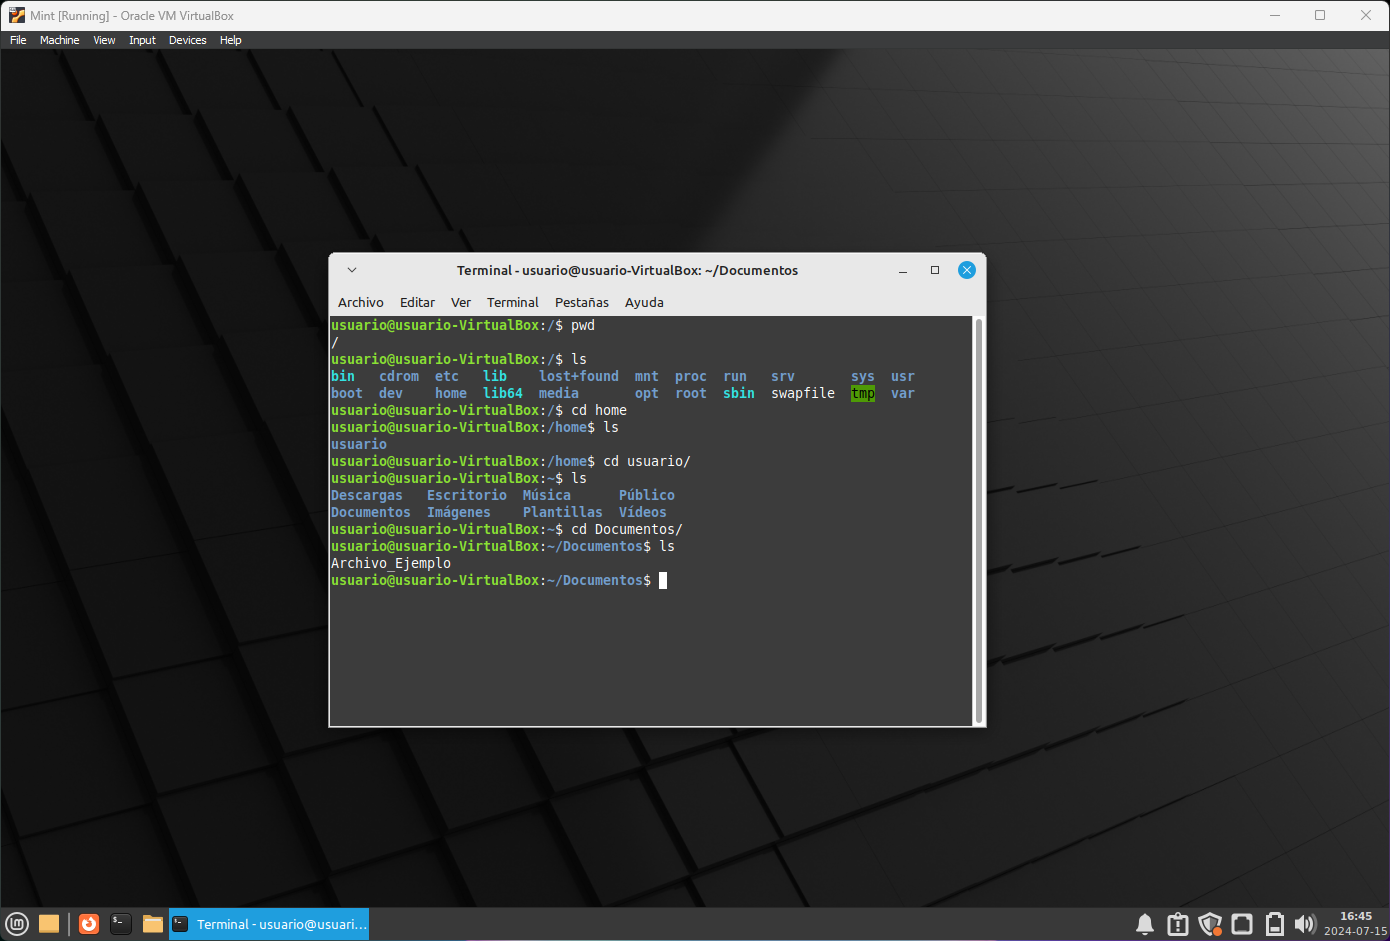 Mint [Running] - Oracle VM VirtualBox
File Machine View Input Devices Help
Terminal - usuario@usuario-VirtualBox: ~/Documentos
Archivo Editar Ver Terminal Pestañas Ayuda
usuario@usuario-VirtualBox:/$ pwd
/
usuario@usuario-VirtualBox:/$ ls
bin cdrom etc lib lost+found mnt proc run srv sys usr
boot dev home lib64 media opt root sbin swapfile tmp var
usuario@usuario-VirtualBox:/$ cd home
usuario@usuario-VirtualBox:/home$ ls
usuario
usuario@usuario-VirtualBox:/home$ cd usuario/
usuario@usuario-VirtualBox:~$ ls
Descargas Escritorio Música Público
Documentos Imágenes Plantillas Vídeos
usuario@usuario-VirtualBox:~$ cd Documentos/
usuario@usuario-VirtualBox:~/Documentos$ ls
Archivo_Ejemplo
usuario@usuario-VirtualBox:~/Documentos$
Terminal - usuario@usuari...
16:45
2024-07-15